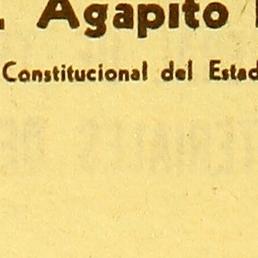 . Agapito
Constitucional del Estad